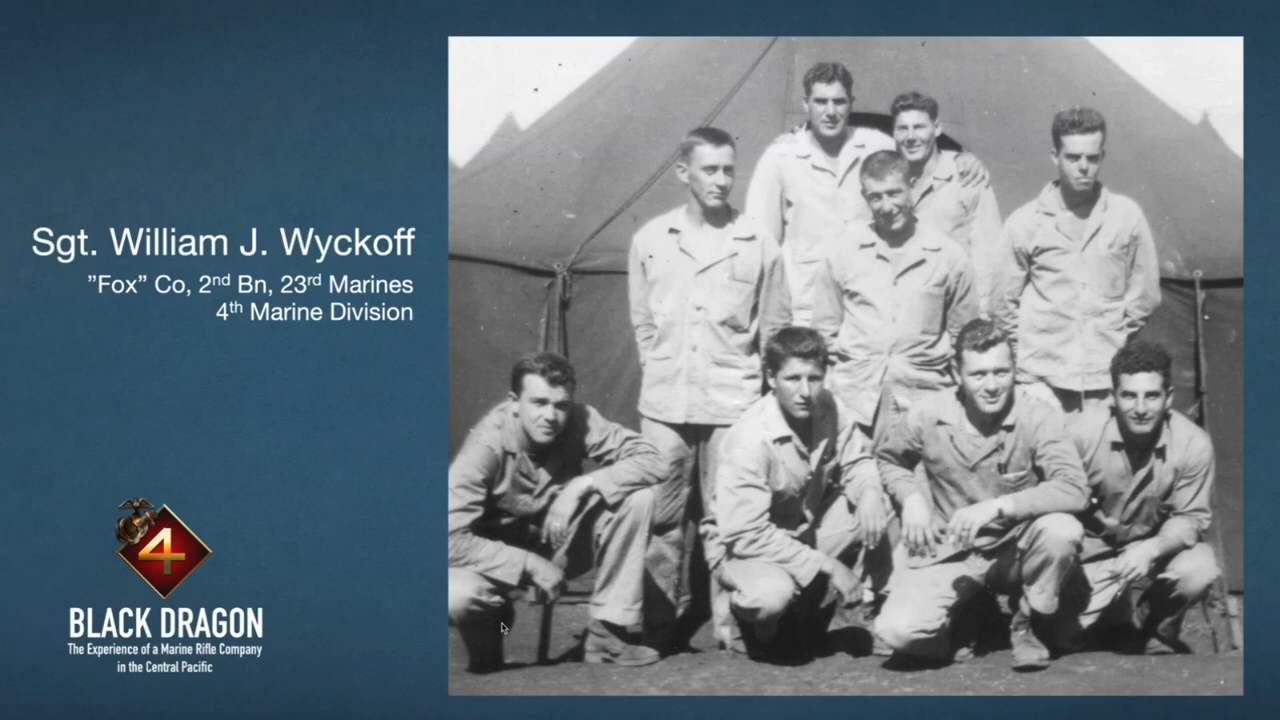 Sgt. William J. Wyckoff
”Fox” Co, 2nd Bn, 23rd Marines
4th Marine Division
4
BLACK DRAGON
The Experience of a Marine Rifle Company
in the Central Pacific